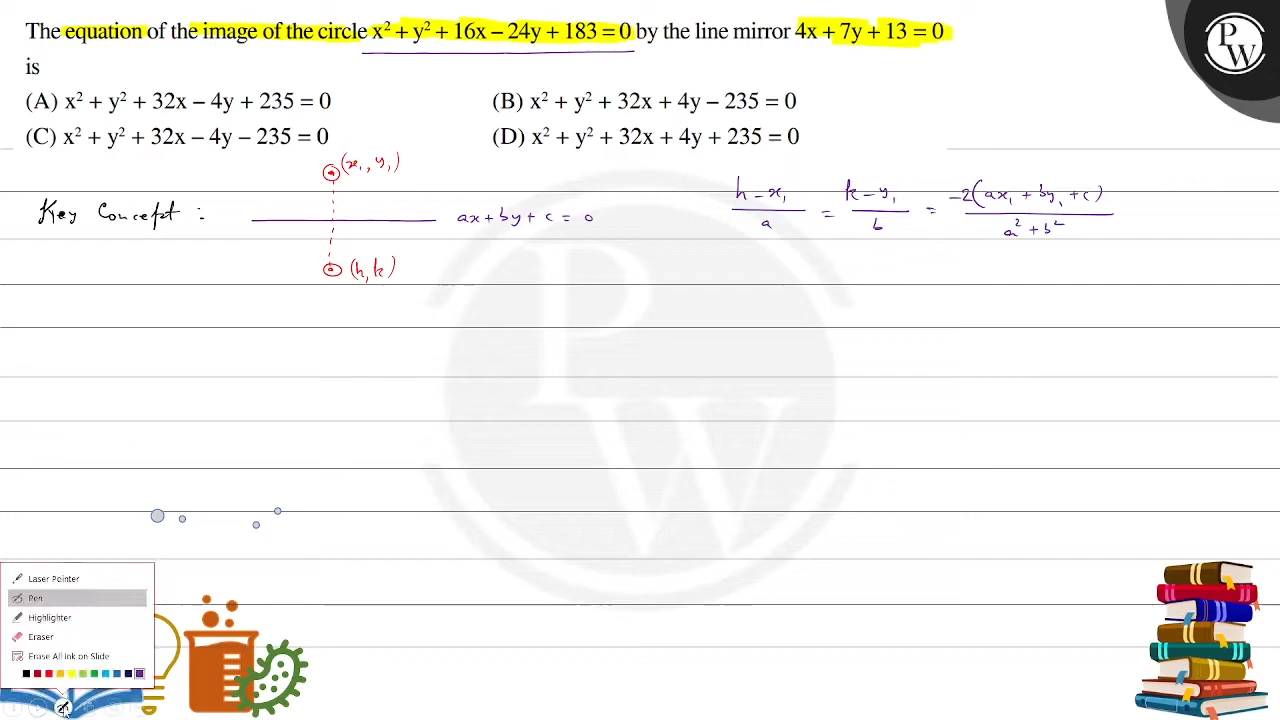 The equation of the image of the circle x² + y² + 16x − 24y + 183 = 0 by the line mirror 4x + 7y + 13 = 0
is
(A) x² + y² + 32x − 4y + 235 = 0
(B) x² + y² + 32x + 4y − 235 = 0
(C) x² + y² + 32x − 4y − 235 = 0
(D) x² + y² + 32x + 4y + 235 = 0
(x₁, y₁)
Key Concept :
ax + by + c = 0
(h, k)
(h − x₁)/a = (k − y₁)/b = −2(ax₁ + by₁ + c)/(a² + b²)
PW
PW
Laser Pointer
Pen
Highlighter
Eraser
Erase All Ink on Slide